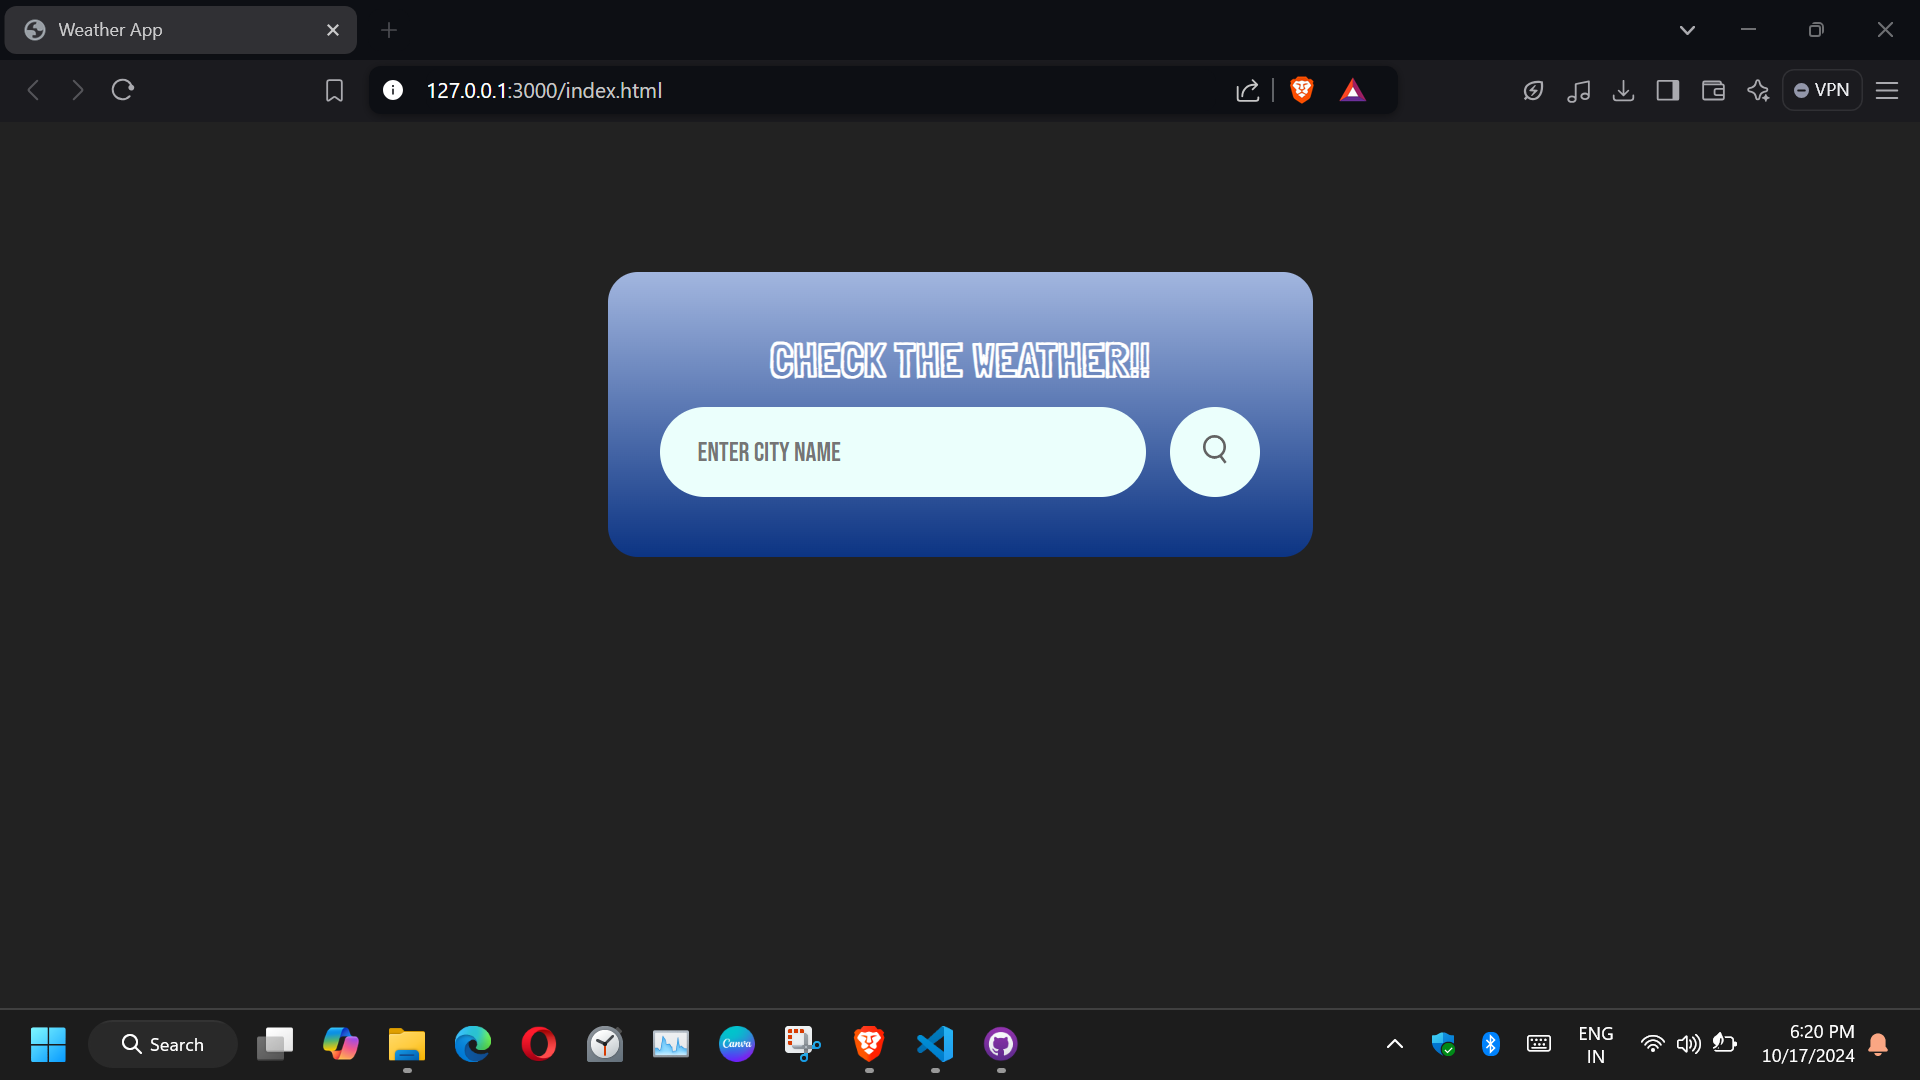 Weather App
127.0.0.1:3000/index.html
VPN
CHECK THE WEATHER!!
ENTER CITY NAME
Search
Canva
ENG
IN
6:20 PM
10/17/2024